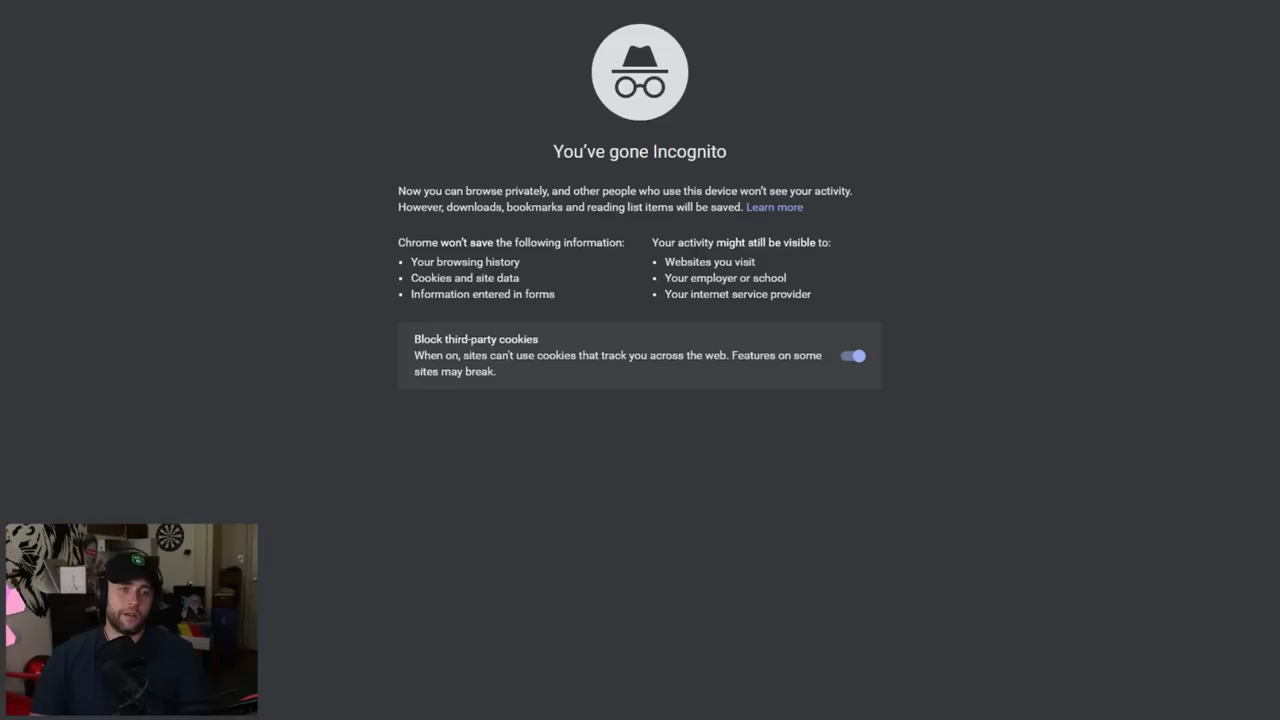 You've gone Incognito
Now you can browse privately, and other people who use this device won't see your activity.
However, downloads, bookmarks and reading list items will be saved. Learn more
Chrome won't save the following information:
• Your browsing history
• Cookies and site data
• Information entered in forms
Your activity might still be visible to:
• Websites you visit
• Your employer or school
• Your internet service provider
Block third-party cookies
When on, sites can't use cookies that track you across the web. Features on some
sites may break.